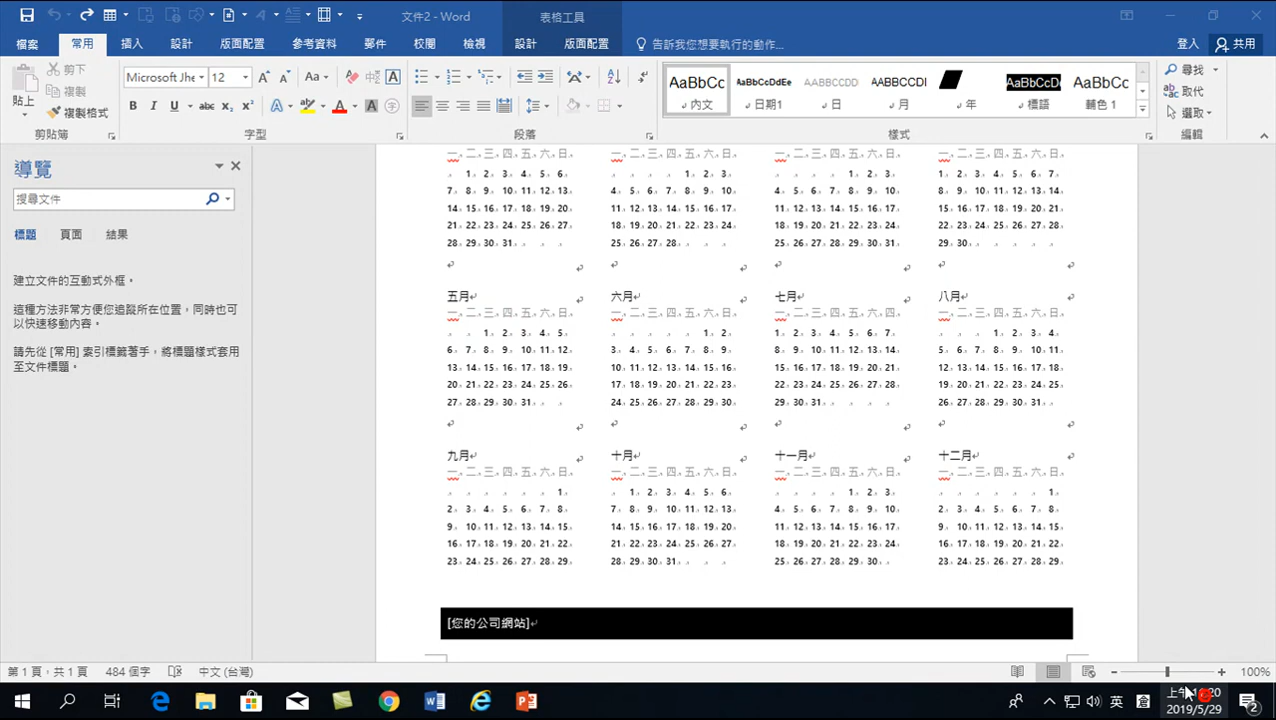 文件2 - Word
表格工具
檔案 常用 插入 設計 版面配置 參考資料 郵件 校閱 檢視 設計 版面配置 告訴我您想要執行的動作... 登入 共用
貼上 剪下 複製 複製格式
Microsoft Jhe 12
AaBbCc AaBbCcDdEe AABBCCDD AABBCCDI AaBbCcDc AaBbCc
內文 日期1 日 月 年 標語 輔色 1
尋找 取代 選取
剪貼簿 字型 段落 樣式 編輯
導覽
搜尋文件
標題 頁面 結果
建立文件的互動式外框。
這種方法非常方便您追蹤所在位置，同時也可
以快速移動內容。
請先從 [常用] 索引標籤著手，將標題樣式套用
至文件標題。
一 二 三 四 五 六 日 一 二 三 四 五 六 日 一 二 三 四 五 六 日 一 二 三 四 五 六 日
1 2 3 4 5 6 1 2 3 1 2 3 1 2 3 4 5 6 7
7 8 9 10 11 12 13 4 5 6 7 8 9 10 4 5 6 7 8 9 10 8 9 10 11 12 13 14
14 15 16 17 18 19 20 11 12 13 14 15 16 17 11 12 13 14 15 16 17 15 16 17 18 19 20 21
21 22 23 24 25 26 27 18 19 20 21 22 23 24 18 19 20 21 22 23 24 22 23 24 25 26 27 28
28 29 30 31 25 26 27 28 25 26 27 28 29 30 31 29 30
五月 六月 七月 八月
一 二 三 四 五 六 日 一 二 三 四 五 六 日 一 二 三 四 五 六 日 一 二 三 四 五 六 日
1 2 3 4 5 1 2 1 2 3 4 5 6 7 1 2 3 4
6 7 8 9 10 11 12 3 4 5 6 7 8 9 8 9 10 11 12 13 14 5 6 7 8 9 10 11
13 14 15 16 17 18 19 10 11 12 13 14 15 16 15 16 17 18 19 20 21 12 13 14 15 16 17 18
20 21 22 23 24 25 26 17 18 19 20 21 22 23 22 23 24 25 26 27 28 19 20 21 22 23 24 25
27 28 29 30 31 24 25 26 27 28 29 30 29 30 31 26 27 28 29 30 31
九月 十月 十一月 十二月
一 二 三 四 五 六 日 一 二 三 四 五 六 日 一 二 三 四 五 六 日 一 二 三 四 五 六 日
1 1 2 3 4 5 6 1 2 3 1
2 3 4 5 6 7 8 7 8 9 10 11 12 13 4 5 6 7 8 9 10 2 3 4 5 6 7 8
9 10 11 12 13 14 15 14 15 16 17 18 19 20 11 12 13 14 15 16 17 9 10 11 12 13 14 15
16 17 18 19 20 21 22 21 22 23 24 25 26 27 18 19 20 21 22 23 24 16 17 18 19 20 21 22
23 24 25 26 27 28 29 28 29 30 31 25 26 27 28 29 30 23 24 25 26 27 28 29
[您的公司網站]
第 1 頁，共 1 頁 484 個字 中文 (台灣) 100%
英
2019/5/29
2